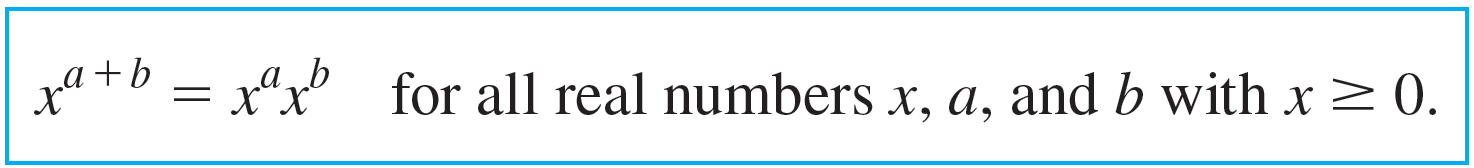 x^{a+b} = x^a x^b for all real numbers x, a, and b with x ≥ 0.